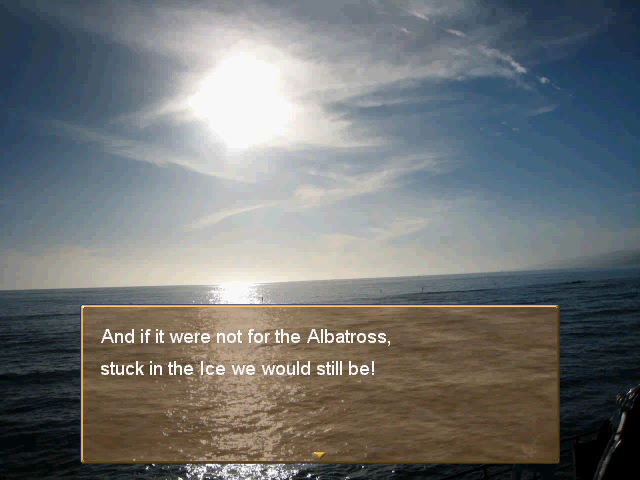 And if it were not for the Albatross,
stuck in the Ice we would still be!